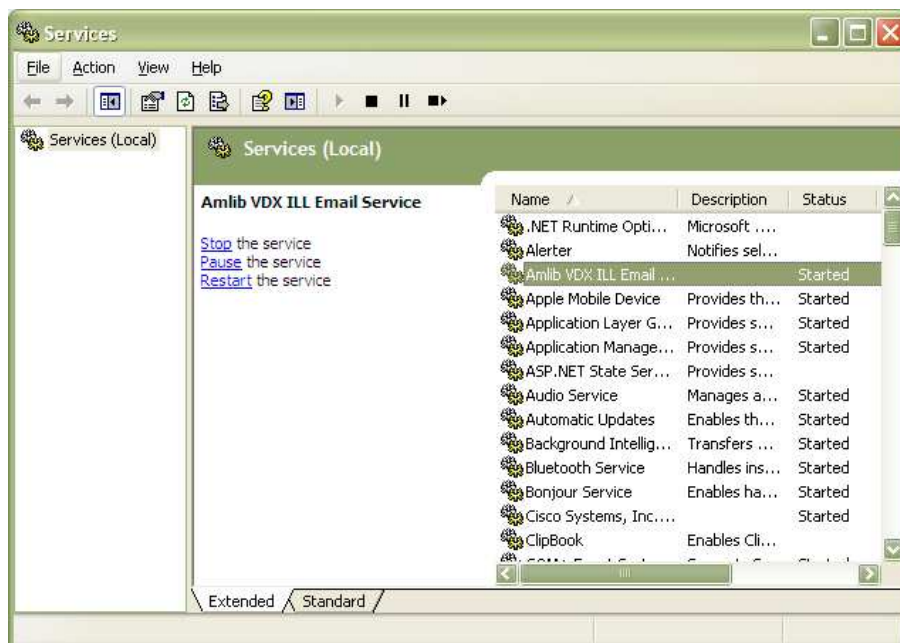 Services
File Action View Help
Services (Local)
Services (Local)
Amlib VDX ILL Email Service
Stop the service
Pause the service
Restart the service
Name Description Status
.NET Runtime Opti... Microsoft ....
Alerter Notifies sel...
Amlib VDX ILL Email ... Started
Apple Mobile Device Provides th... Started
Application Layer G... Provides s... Started
Application Manage... Provides s... Started
ASP.NET State Ser... Provides s...
Audio Service Manages a... Started
Automatic Updates Enables th... Started
Background Intellig... Transfers ... Started
Bluetooth Service Handles ins... Started
Bonjour Service Enables ha... Started
Cisco Systems, Inc.... Started
ClipBook Enables Cli...
Extended Standard